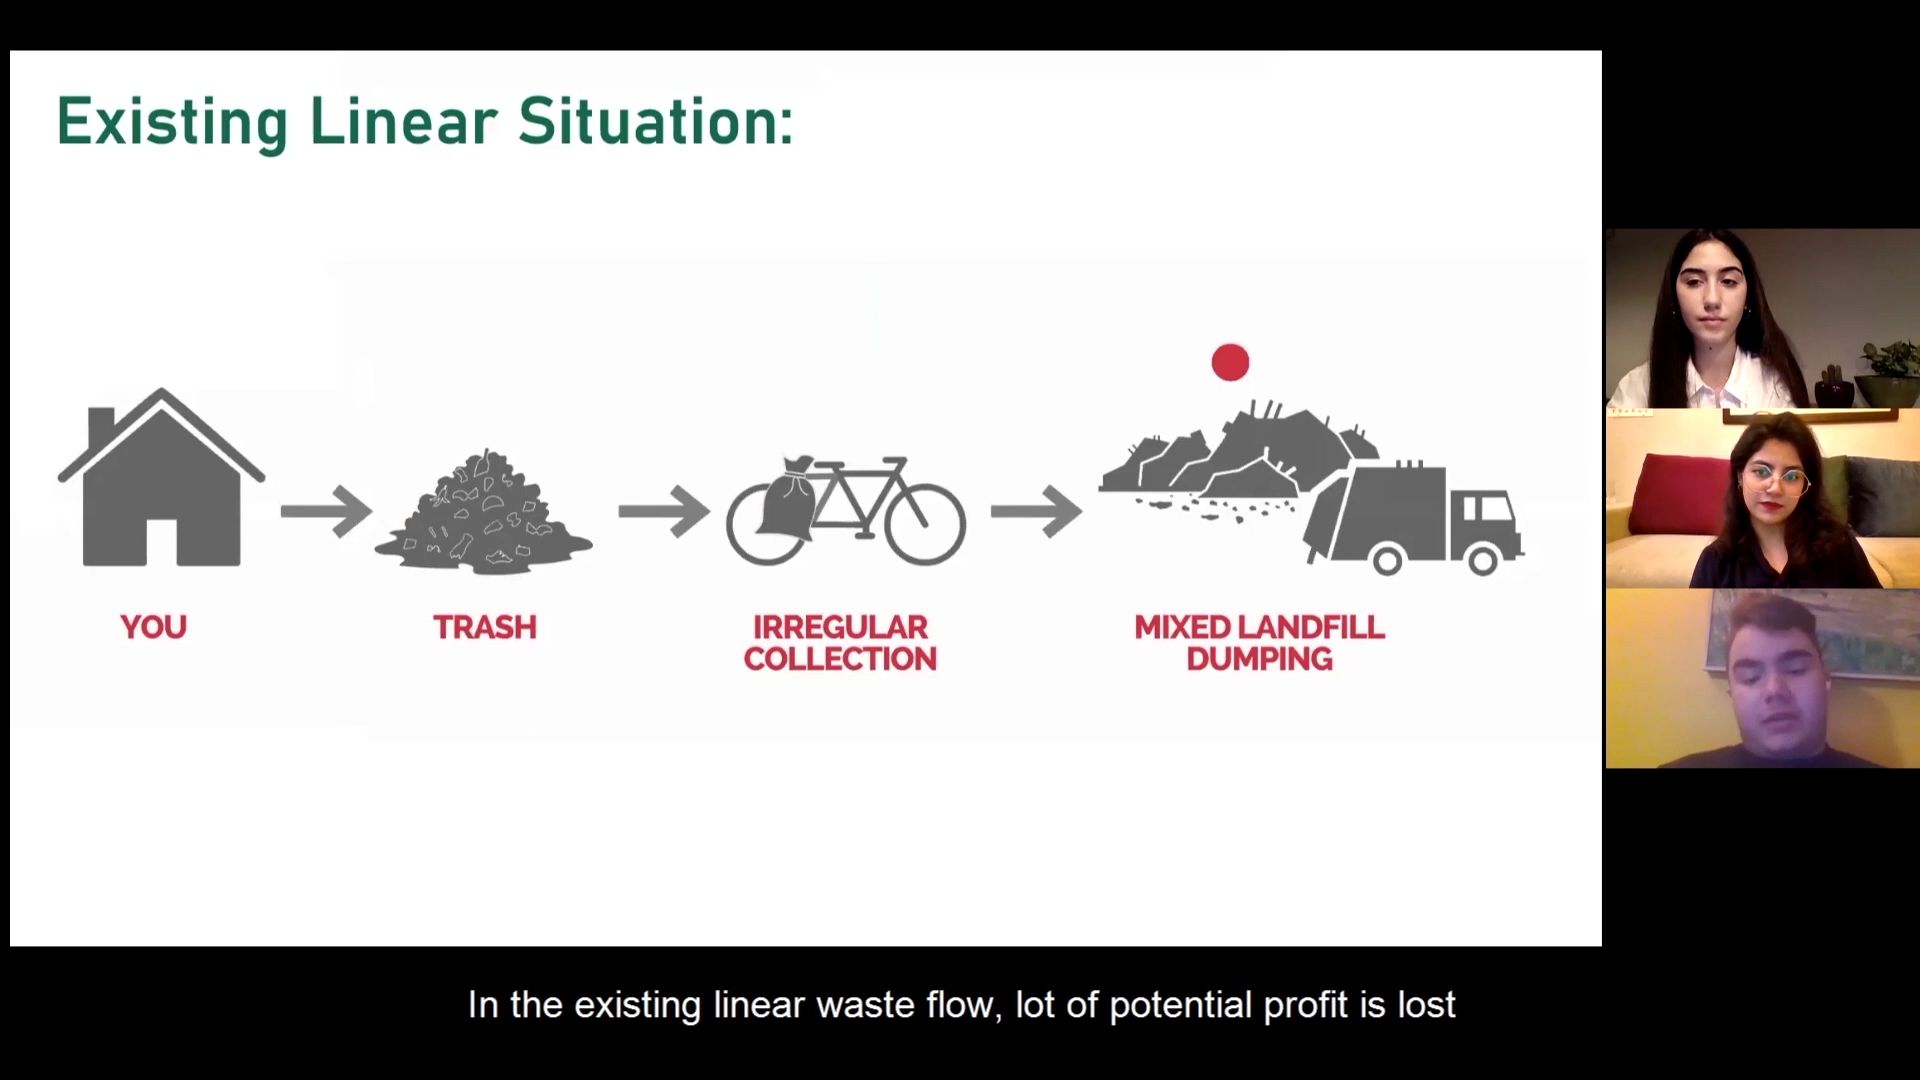 Existing Linear Situation:
YOU
TRASH
IRREGULAR
COLLECTION
MIXED LANDFILL
DUMPING
In the existing linear waste flow, lot of potential profit is lost